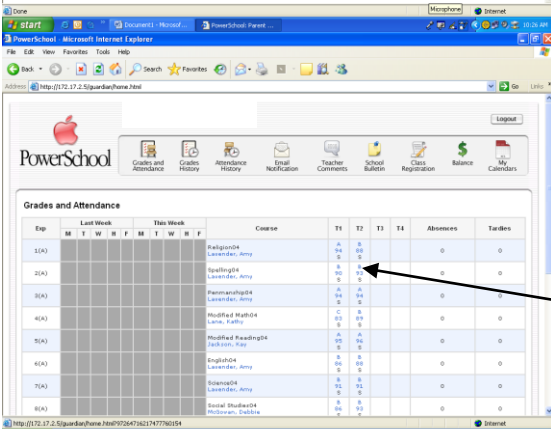 Done
Microphone
Internet
start
Document1 - Microsof...
PowerSchool: Parent ...
10:26 AM
PowerSchool - Microsoft Internet Explorer
File Edit View Favorites Tools Help
Back
Search Favorites
Address http://172.17.2.5/guardian/home.html Go Links
Logout
PowerSchool
Grades and Attendance
Grades History
Attendance History
Email Notification
Teacher Comments
School Bulletin
Class Registration
Balance
My Calendars
Grades and Attendance
Exp Last Week This Week Course T1 T2 T3 T4 Absences Tardies
M T W H F M T W H F
1(A) Religion04 Lavender, Amy A 94 S B 88 S 0 0
2(A) Spelling04 Lavender, Amy B 90 S B 93 S 0 0
3(A) Penmanship04 Lavender, Amy A 94 S A 94 S 0 0
4(A) Modified Math04 Lane, Kathy C 83 S B 89 S 0 0
5(A) Modified Reading04 Jackson, Kay A 95 S A 96 S 0 0
6(A) English04 Lavender, Amy B 86 S B 88 S 0 0
7(A) Science04 Lavender, Amy B 91 S B 91 S 0 0
8(A) Social Studies04 McGowan, Debbie B 86 S B 93 S 0 0
http://172.17.2.5/guardian/home.html?972647162174777760154
Internet